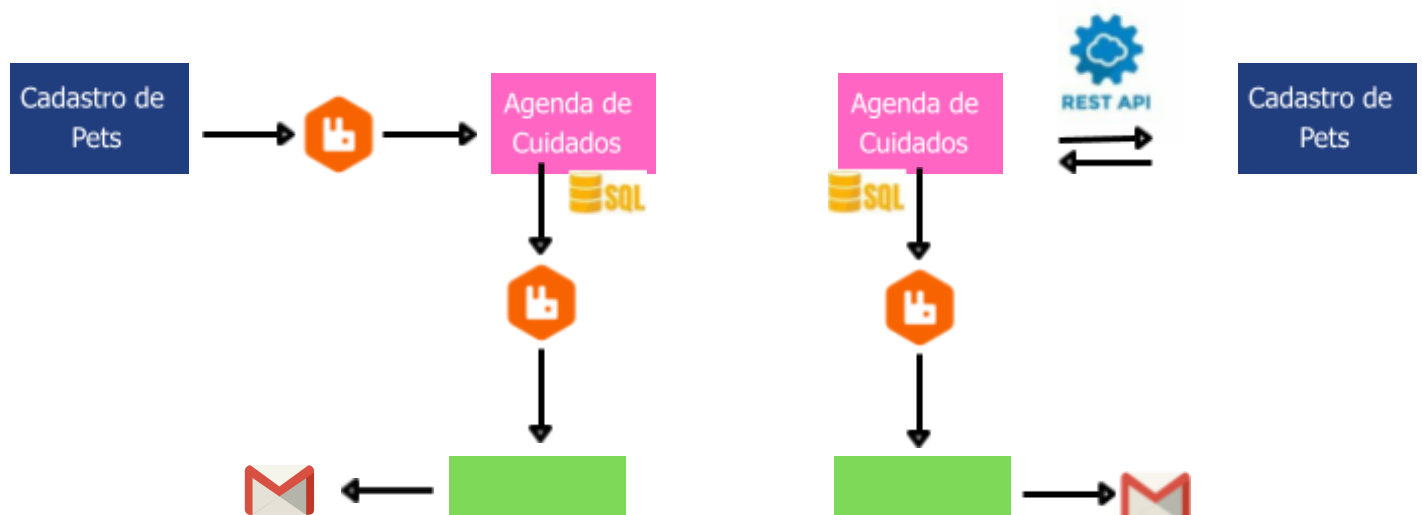 Cadastro de
Pets
Agenda de
Cuidados
SQL
Agenda de
Cuidados
SQL
REST API
Cadastro de
Pets